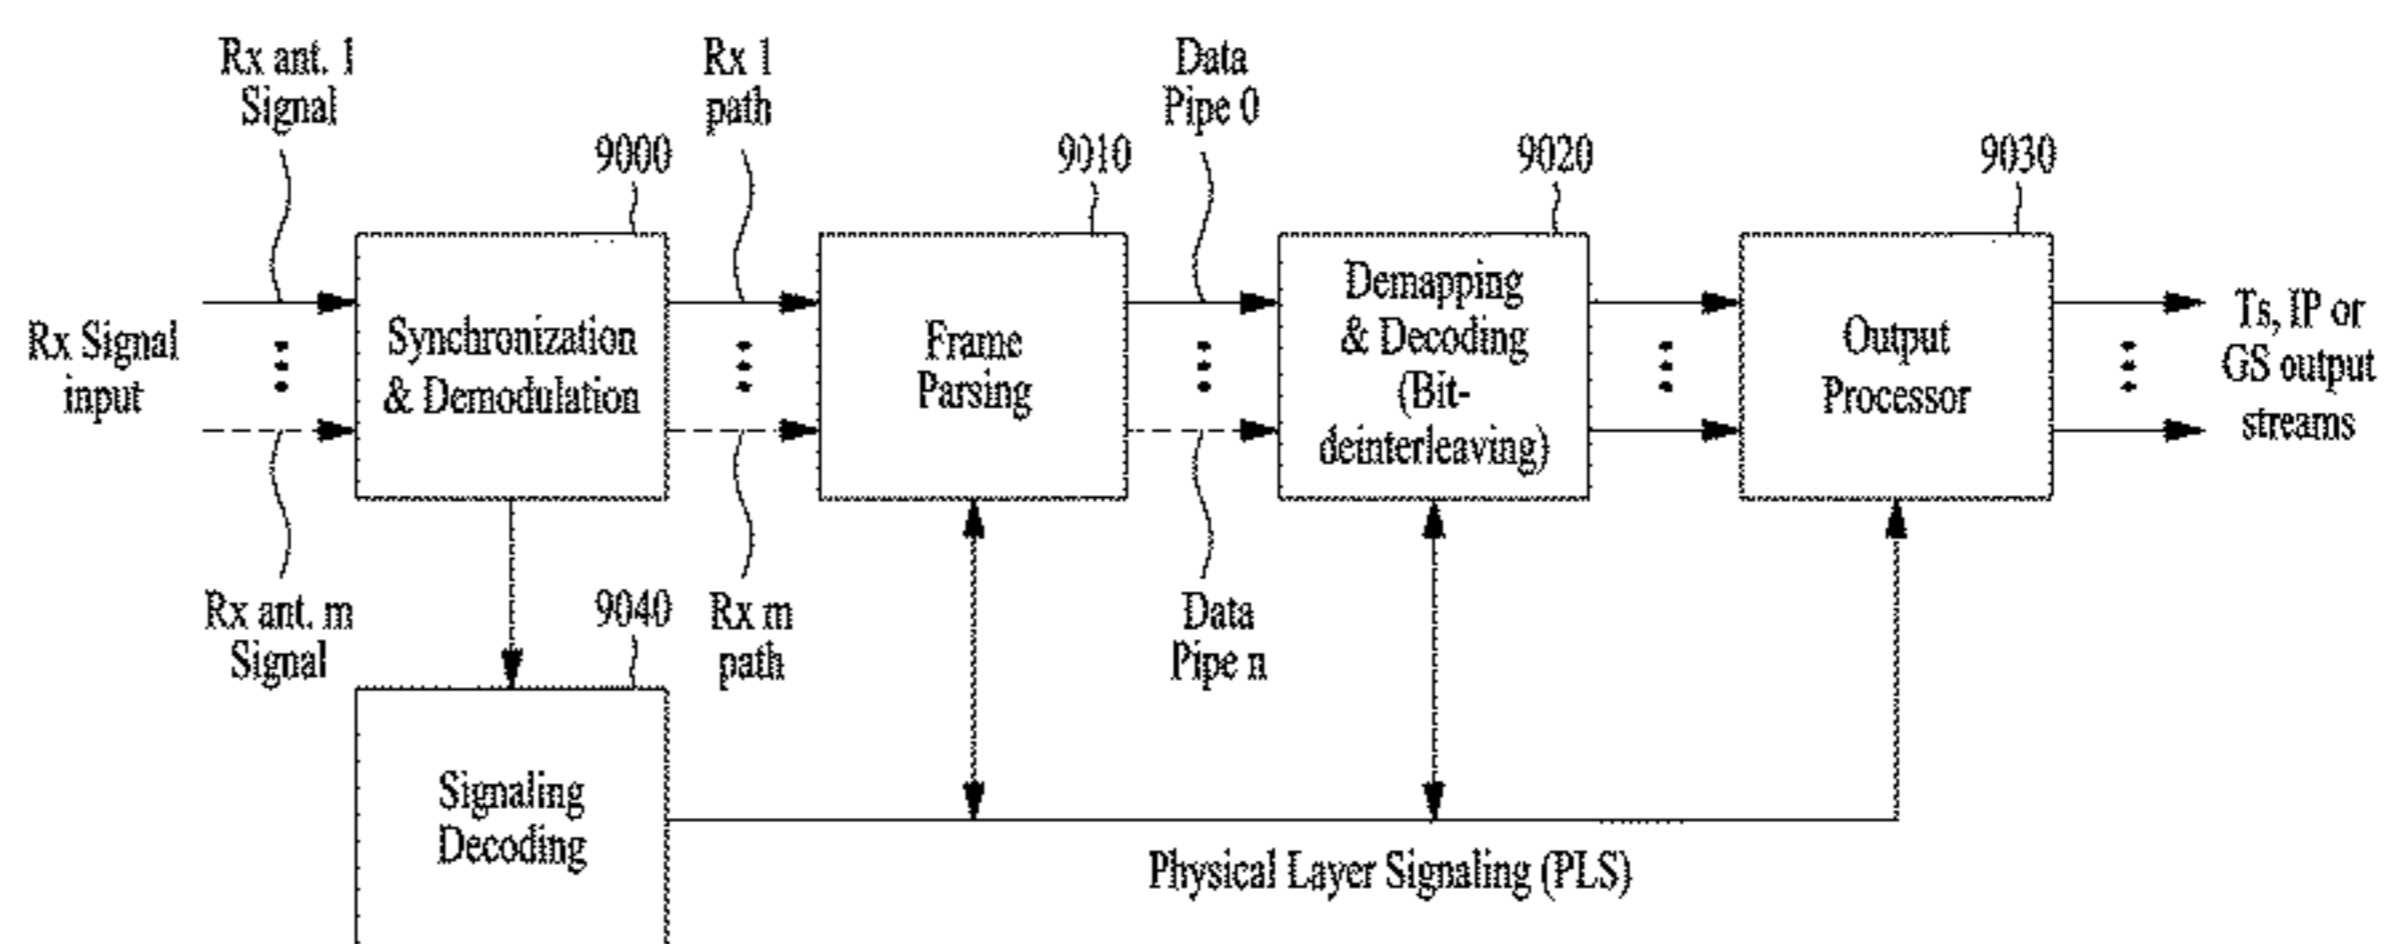 Rx ant. 1
Signal
Rx 1
path
Data
Pipe 0
9000
9010
9020
9030
Rx Signal
input
Synchronization
& Demodulation
Frame
Parsing
Demapping
& Decoding
(Bit-
deinterleaving)
Output
Processor
Ts, IP or
GS output
streams
Rx ant. m
Signal
9040
Rx m
path
Data
Pipe n
Signaling
Decoding
Physical Layer Signaling (PLS)